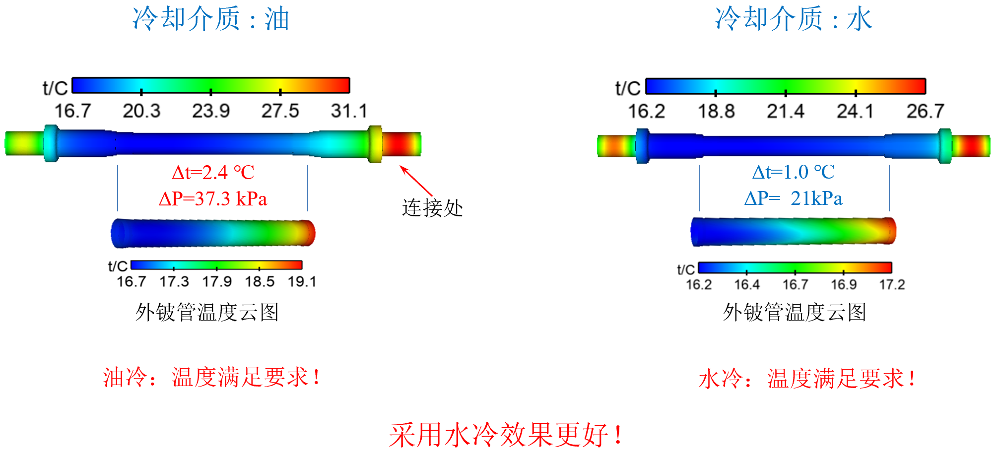 冷却介质：油
t/C
16.7 20.3 23.9 27.5 31.1
Δt=2.4 ℃
ΔP=37.3 kPa
连接处
t/C
16.7 17.3 17.9 18.5 19.1
外铍管温度云图
油冷：温度满足要求！
冷却介质：水
t/C
16.2 18.8 21.4 24.1 26.7
Δt=1.0 ℃
ΔP= 21kPa
t/C
16.2 16.4 16.7 16.9 17.2
外铍管温度云图
水冷：温度满足要求！
采用水冷效果更好！